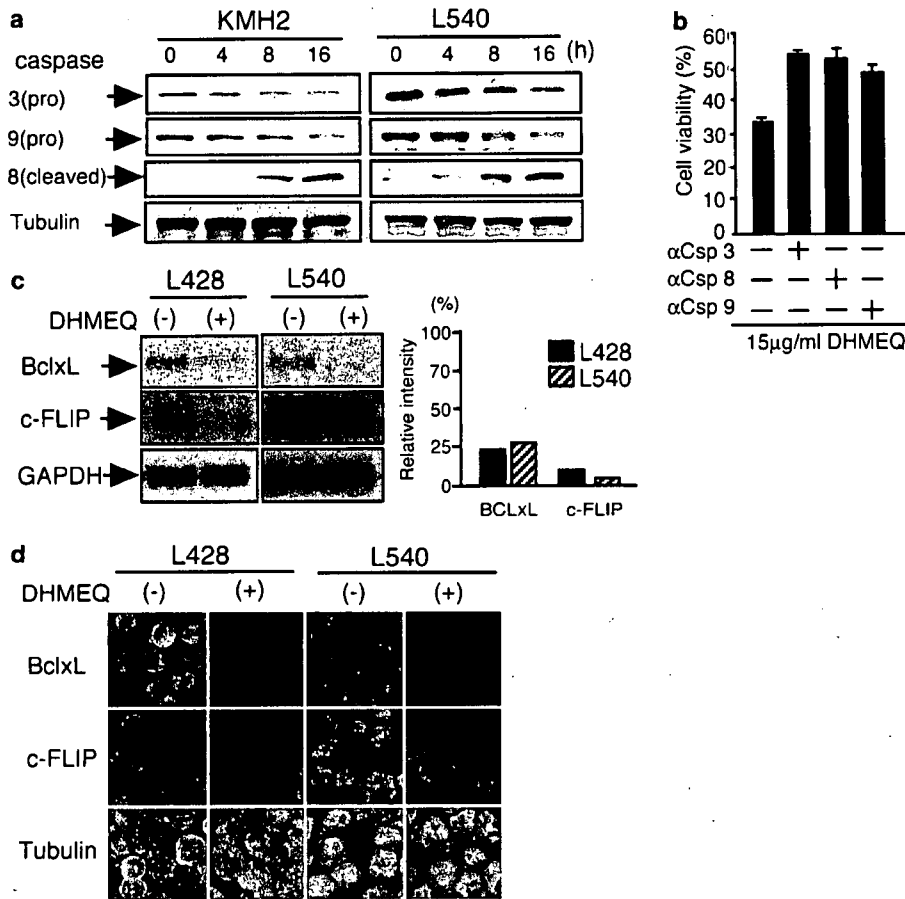 a
KMH2
L540
caspase
0 4 8 16
0 4 8 16 (h)
3(pro)
9(pro)
8(cleaved)
Tubulin
b
Cell viability (%)
60
50
40
30
20
10
0
αCsp 3 — + — —
αCsp 8 — — + —
αCsp 9 — — — +
15μg/ml DHMEQ
c
L428
L540
DHMEQ (-) (+) (-) (+)
BclxL
c-FLIP
GAPDH
(%)
Relative intensity
100
75
50
25
0
L428
L540
BCLxL c-FLIP
d
L428
L540
DHMEQ (-) (+) (-) (+)
BclxL
c-FLIP
Tubulin